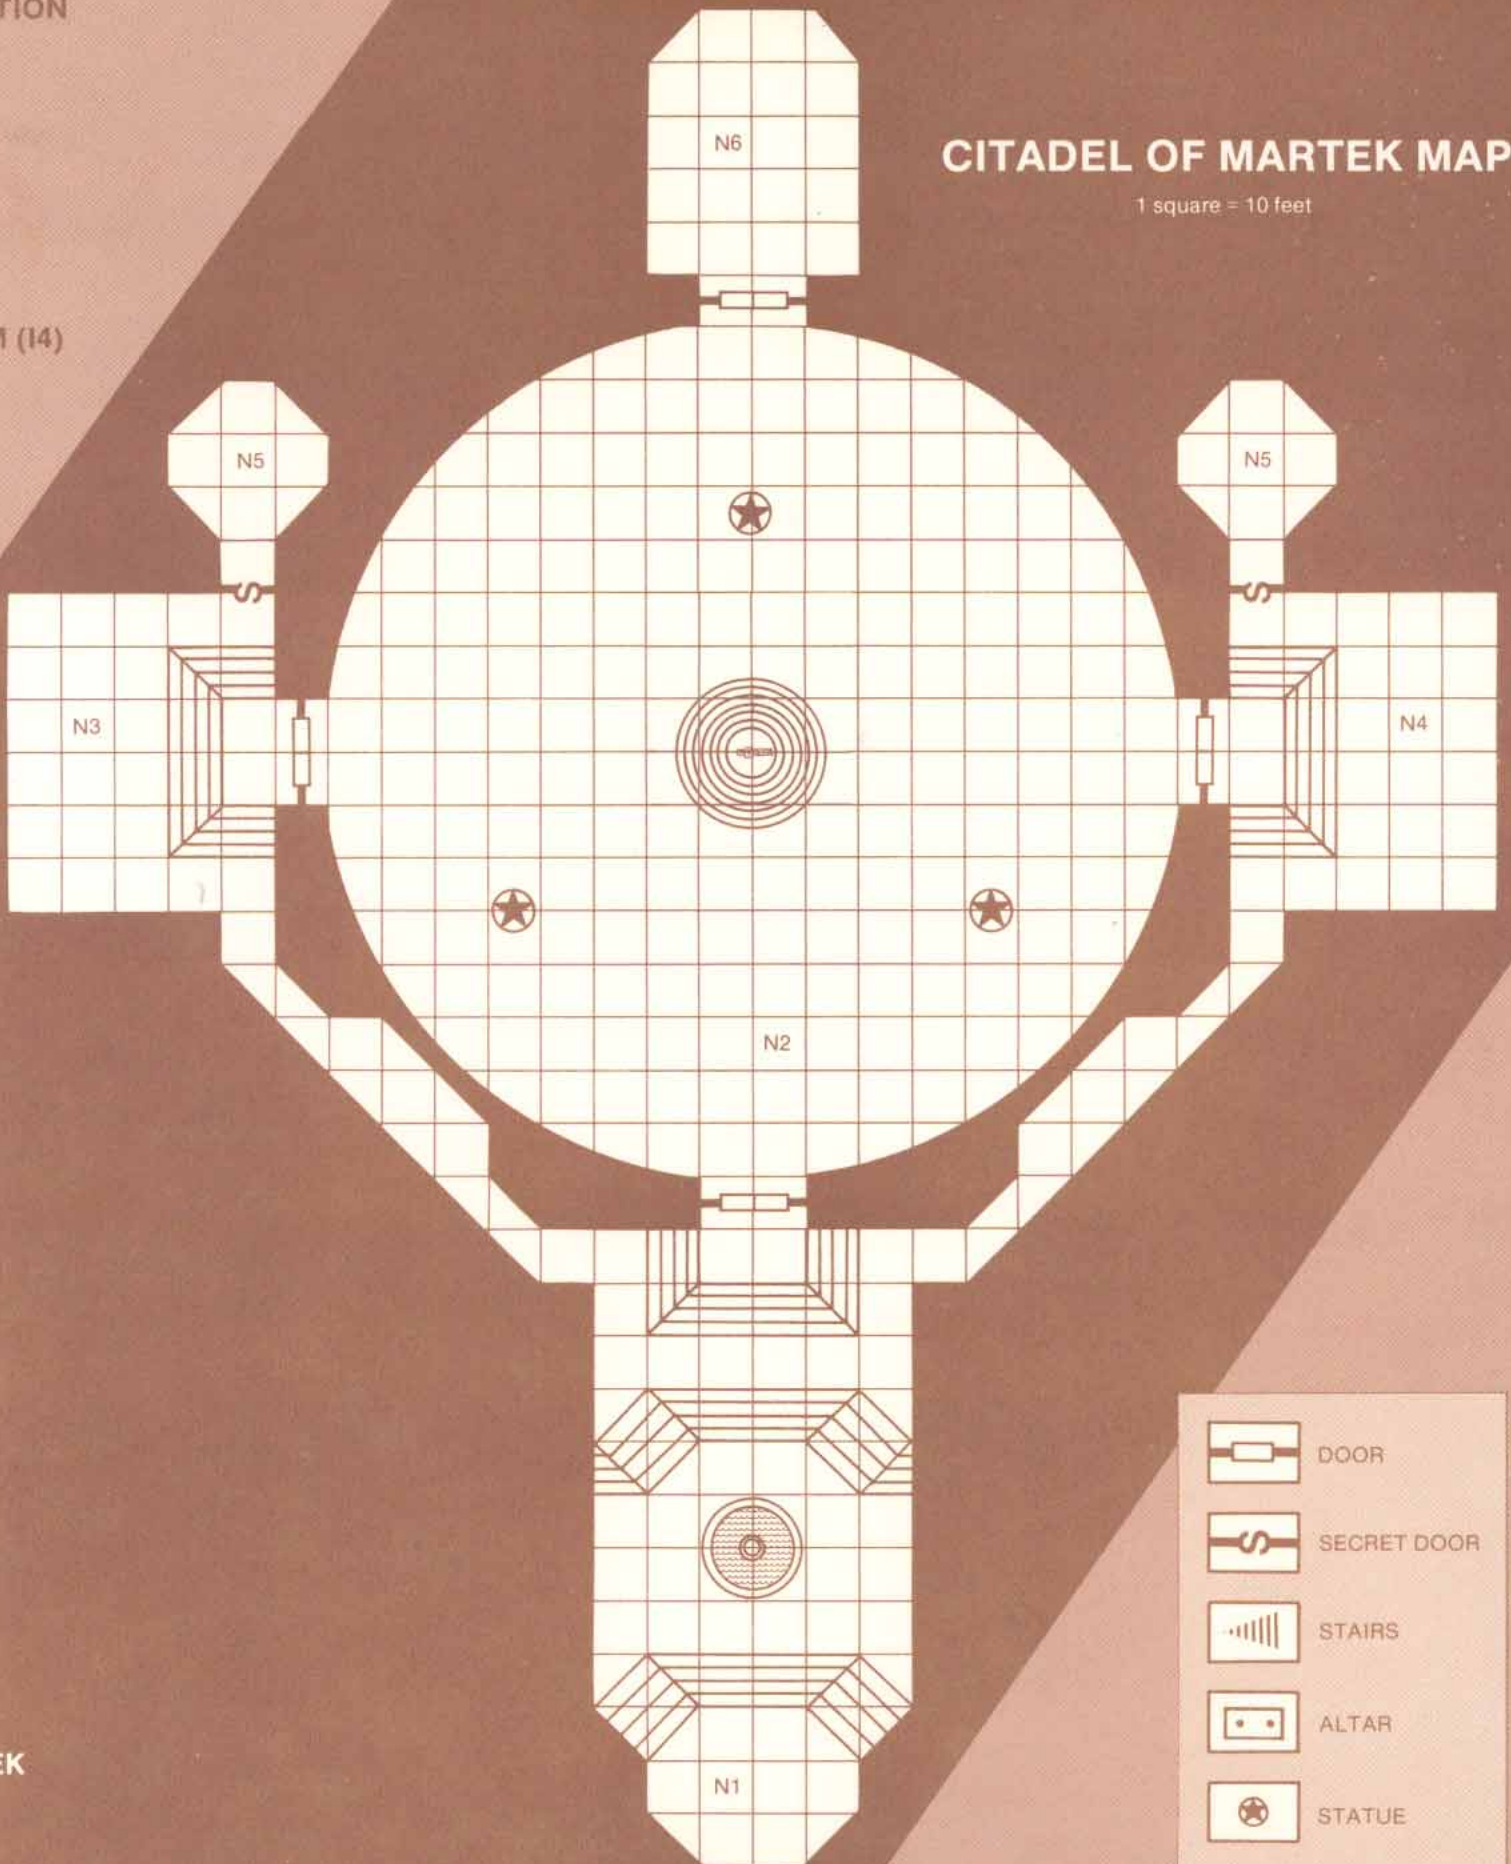 TION
(I4)
CITADEL OF MARTEK MAP
1 square = 10 feet
N6
N5
N5
S
S
N3
N4
N2
N1
EK
DOOR
S
SECRET DOOR
STAIRS
ALTAR
STATUE